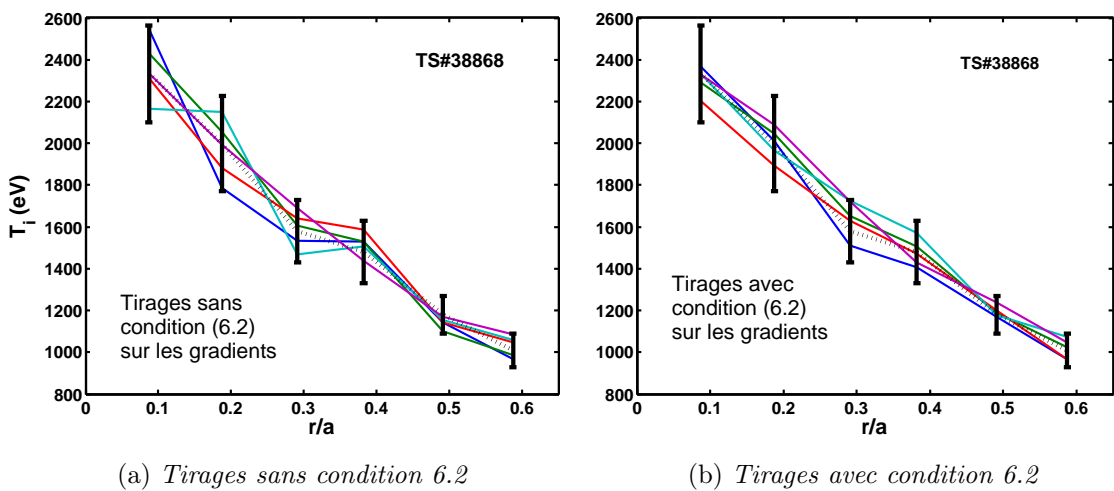 2600
2400
2200
2000
1800
1600
1400
1200
1000
800
T_i (eV)
0
0.1
0.2
0.3
0.4
0.5
0.6
r/a
TS#38868
Tirages sans
condition (6.2)
sur les gradients
(a) Tirages sans condition 6.2
2600
2400
2200
2000
1800
1600
1400
1200
1000
800
0
0.1
0.2
0.3
0.4
0.5
0.6
r/a
TS#38868
Tirages avec
condition (6.2)
sur les gradients
(b) Tirages avec condition 6.2